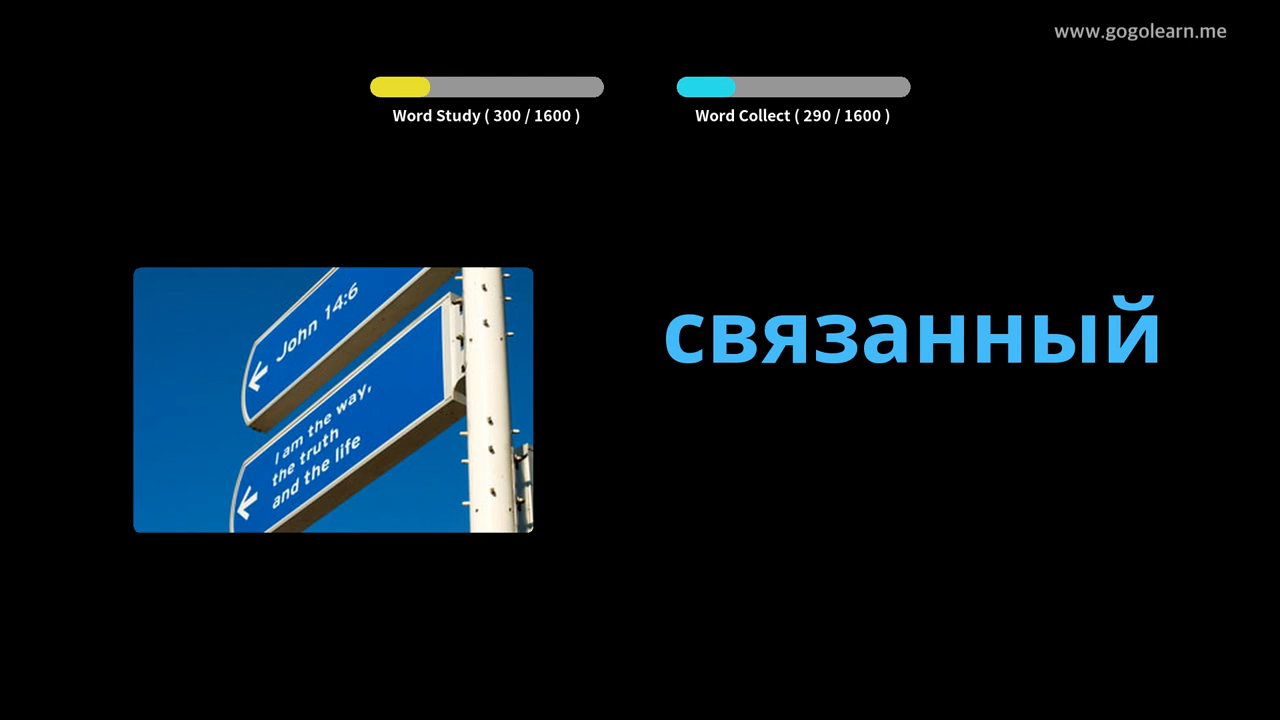 www.gogolearn.me
Word Study ( 300 / 1600 )
Word Collect ( 290 / 1600 )
John 14:6
I am the way,
the truth
and the life
связанный